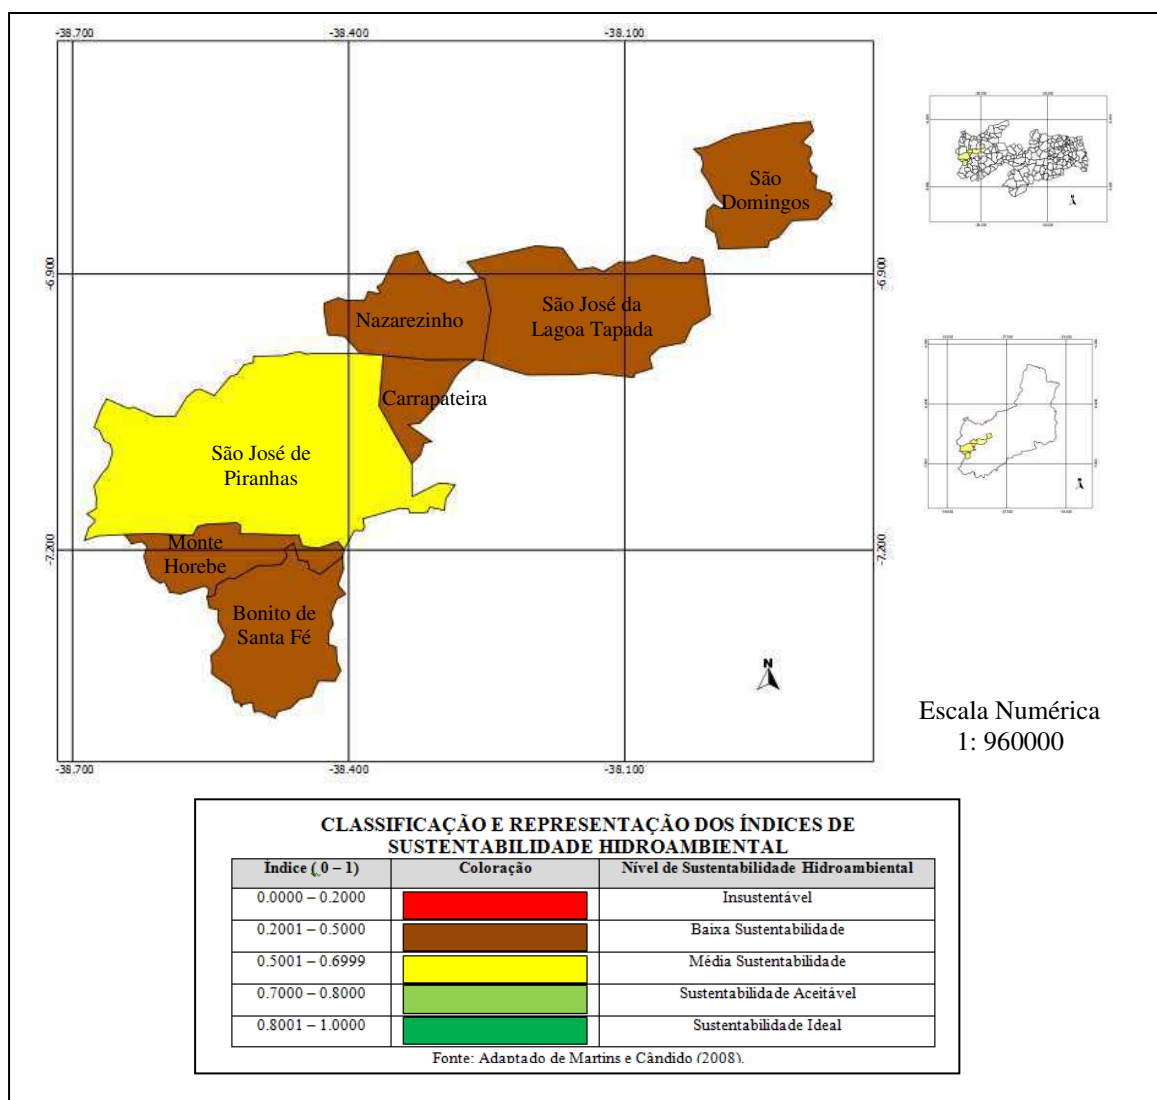 -38.700
-38.400
-38.100
São
Domingos
-6.900
-6.900
São José da
Lagoa Tapada
Nazarezinho
Carrapateira
São José de
Piranhas
-7.200
-7.200
Monte
Horebe
Bonito de
Santa Fé
N
-38.700
-38.400
-38.100
Escala Numérica
1: 960000
CLASSIFICAÇÃO E REPRESENTAÇÃO DOS ÍNDICES DE
SUSTENTABILIDADE HIDROAMBIENTAL
Índice ( 0 – 1) Coloração Nível de Sustentabilidade Hidroambiental
0.0000 – 0.2000 Insustentável
0.2001 – 0.5000 Baixa Sustentabilidade
0.5001 – 0.6999 Média Sustentabilidade
0.7000 – 0.8000 Sustentabilidade Aceitável
0.8001 – 1.0000 Sustentabilidade Ideal
Fonte: Adaptado de Martins e Cândido (2008).